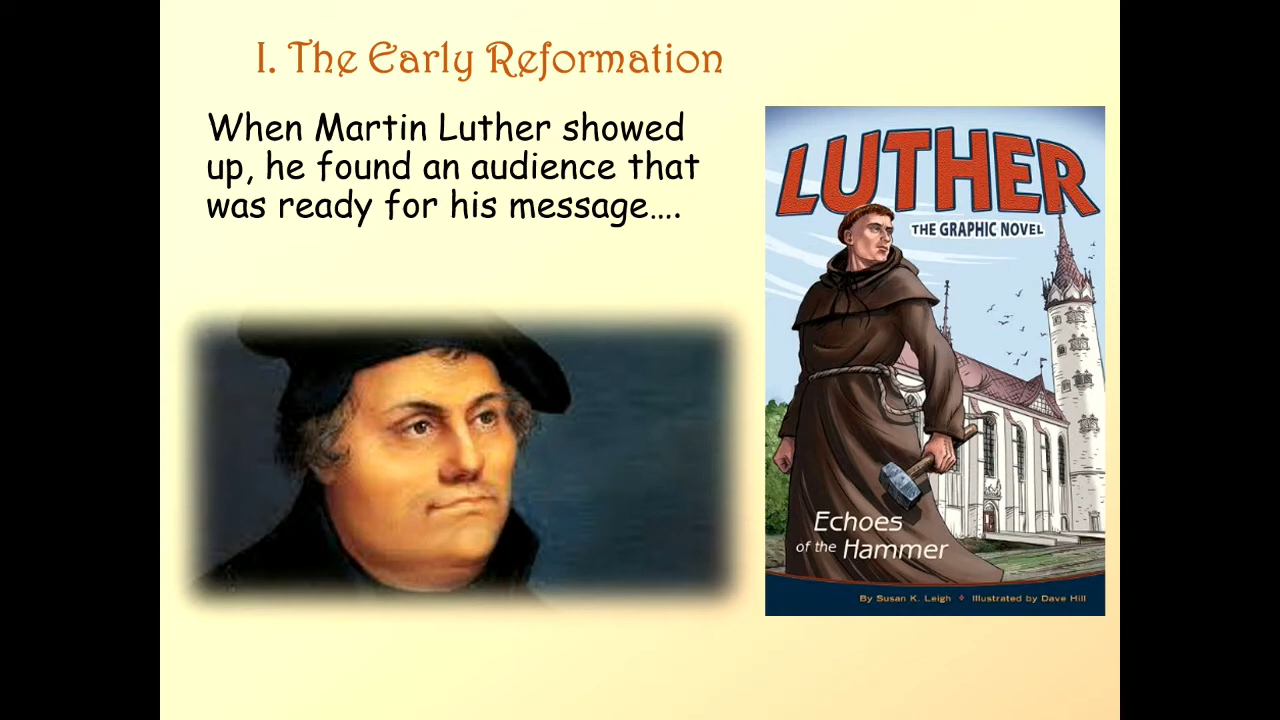 I. The Early Reformation
When Martin Luther showed
up, he found an audience that
was ready for his message....
LUTHER
THE GRAPHIC NOVEL
Echoes
of the Hammer
By Susan K. Leigh ❖ Illustrated by Dave Hill